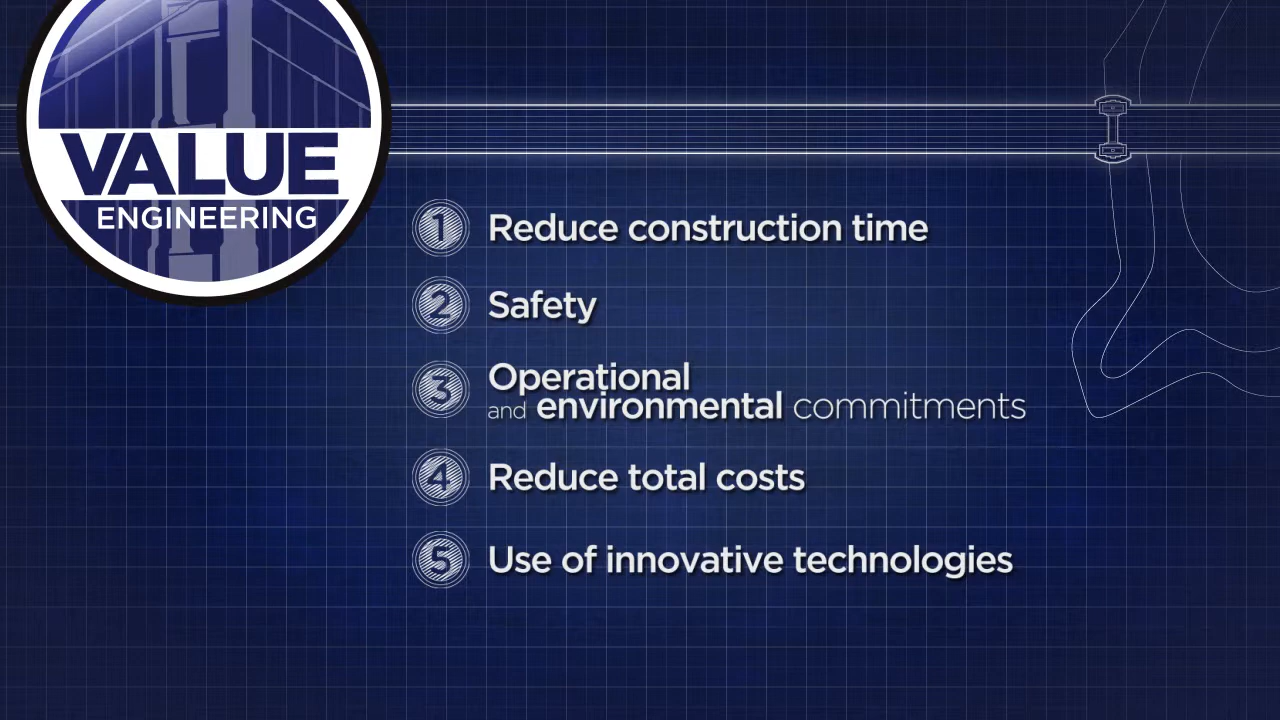 VALUE
ENGINEERING
1 Reduce construction time
2 Safety
3 Operational
and environmental commitments
4 Reduce total costs
5 Use of innovative technologies